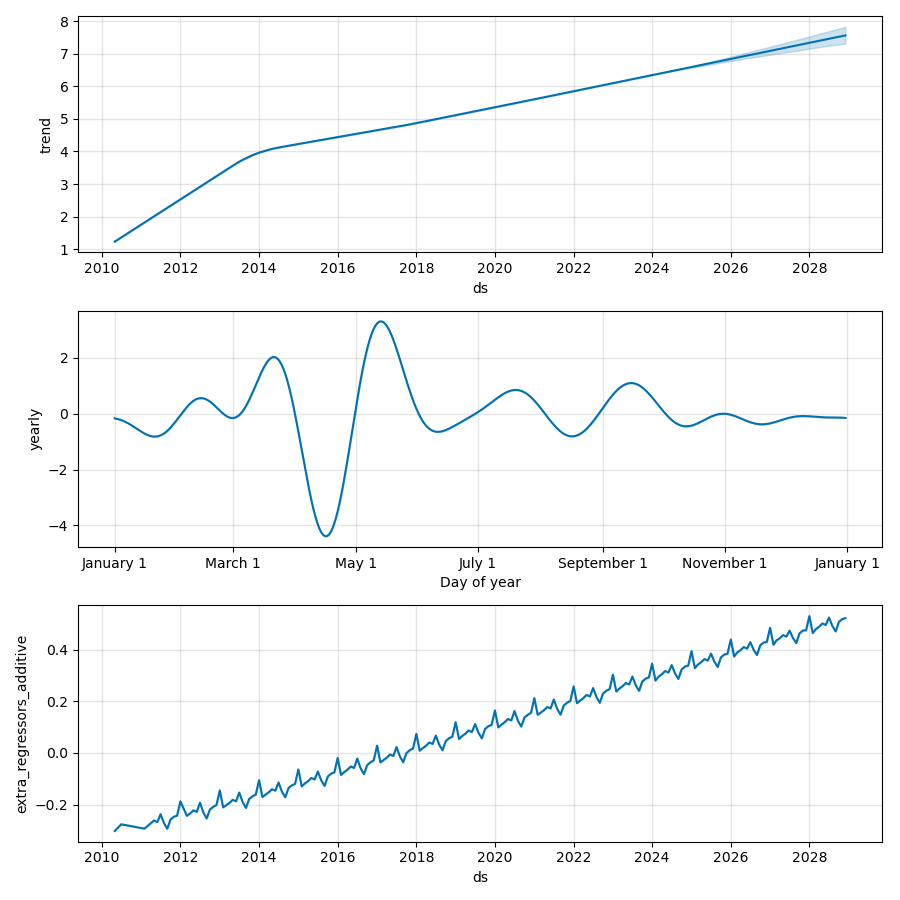 8
7
6
5
4
3
2
1
trend
2010 2012 2014 2016 2018 2020 2022 2024 2026 2028
ds
2
0
−2
−4
yearly
January 1 March 1 May 1 July 1 September 1 November 1 January 1
Day of year
0.4
0.2
0.0
−0.2
extra_regressors_additive
2010 2012 2014 2016 2018 2020 2022 2024 2026 2028
ds